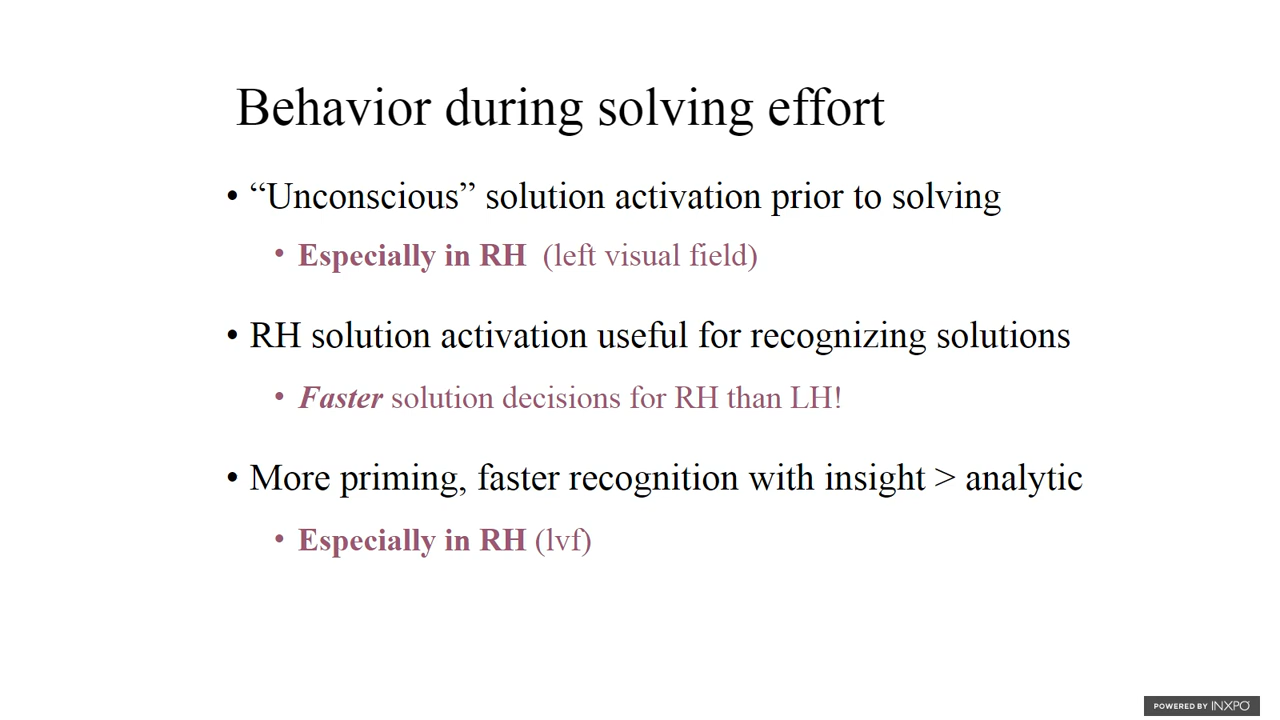 Behavior during solving effort
• “Unconscious” solution activation prior to solving
• Especially in RH (left visual field)
• RH solution activation useful for recognizing solutions
• Faster solution decisions for RH than LH!
• More priming, faster recognition with insight > analytic
• Especially in RH (lvf)
POWERED BY INXPO